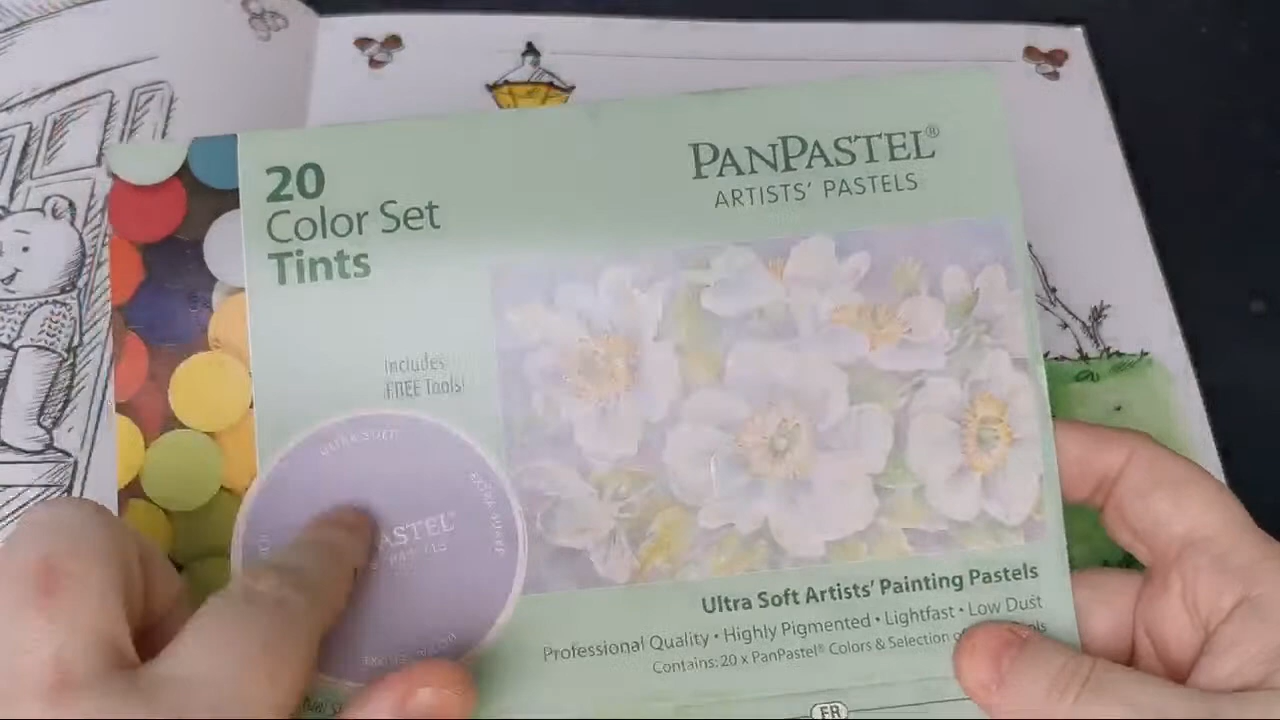 20
Color Set
Tints
PANPASTEL®
ARTISTS' PASTELS
Includes
FREE Tools!
ASTEL®
Ultra Soft Artists' Painting Pastels
Professional Quality • Highly Pigmented • Lightfast • Low Dust
Contains: 20 x PanPastel® Colors & Selection
FR